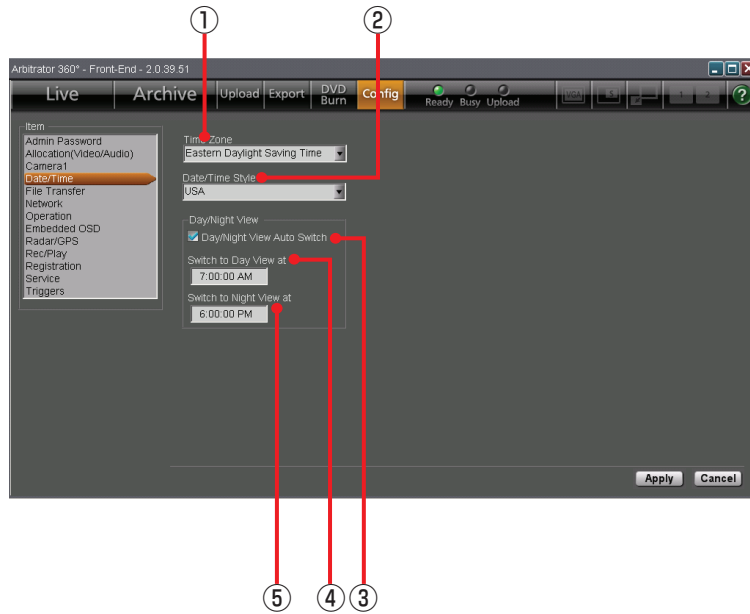 ① ②
Arbitrator 360° - Front-End - 2.0.39.51
Live Archive Upload Export DVD Burn Config Ready Busy Upload VGA S 1 2 ?
Item
Admin Password
Allocation(Video/Audio)
Camera1
Date/Time
File Transfer
Network
Operation
Embedded OSD
Radar/GPS
Rec/Play
Registration
Service
Triggers
Time Zone
Eastern Daylight Saving Time
Date/Time Style
USA
Day/Night View
Day/Night View Auto Switch
Switch to Day View at
7:00:00 AM
Switch to Night View at
6:00:00 PM
Apply Cancel
⑤ ④ ③